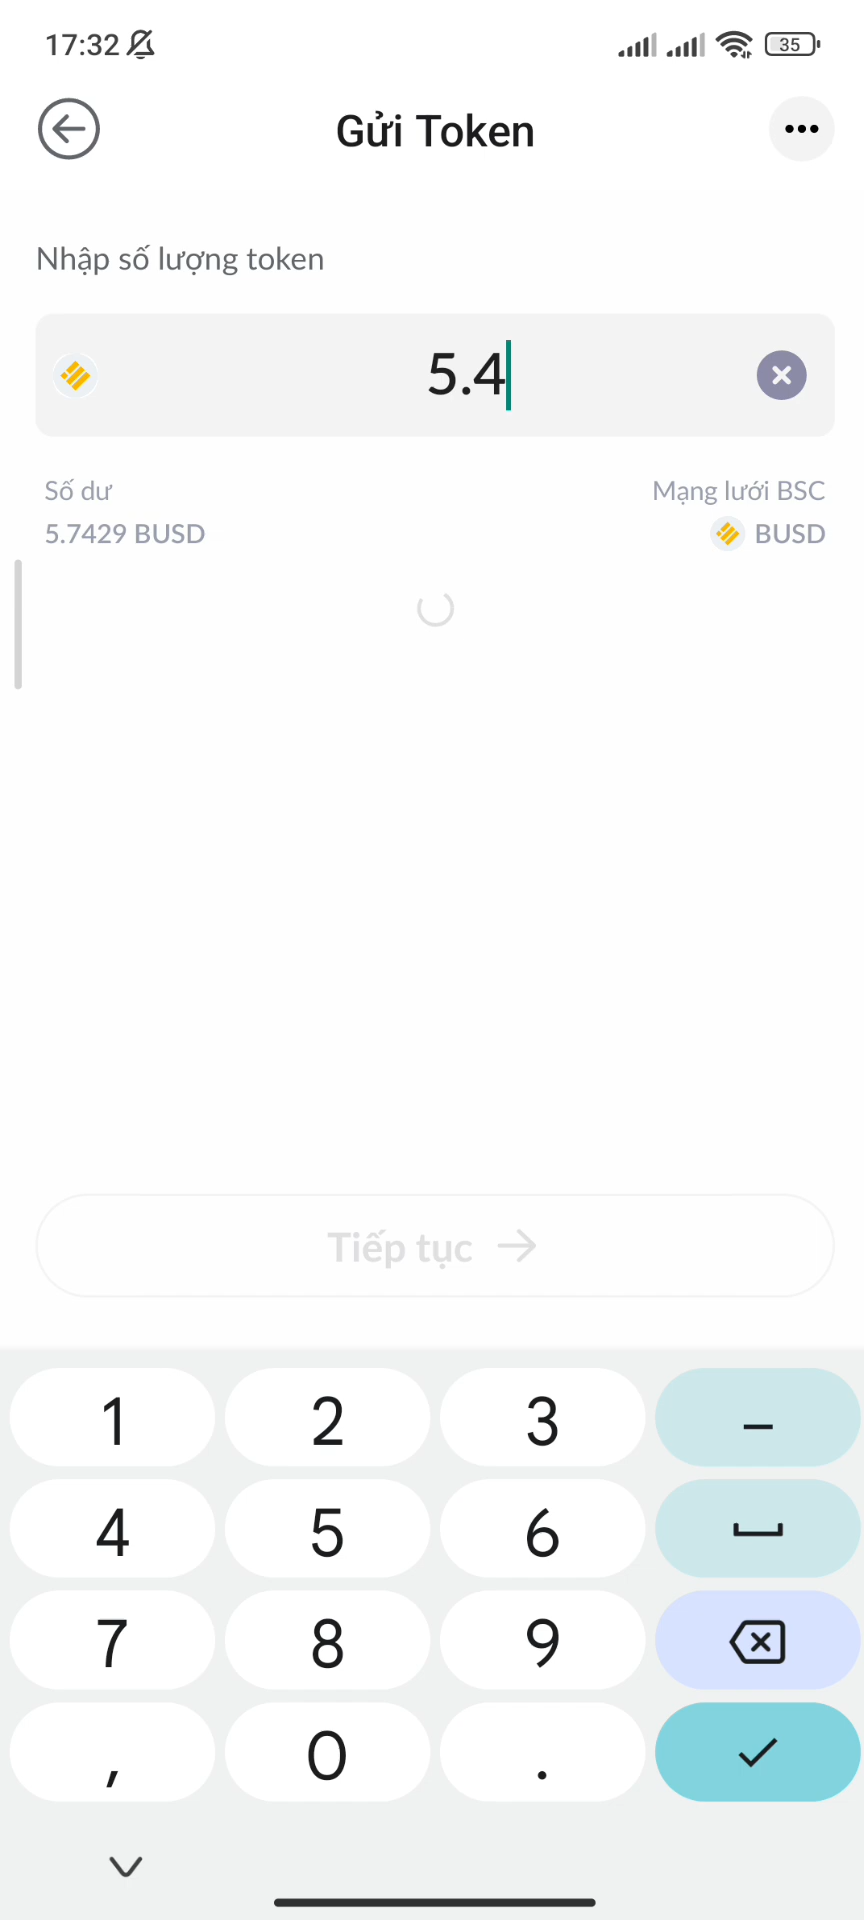 17:32
35
Gửi Token
Nhập số lượng token
5.4
Số dư
Mạng lưới BSC
5.7429 BUSD
BUSD
Tiếp tục
1 2 3 –
4 5 6
7 8 9
, 0 .